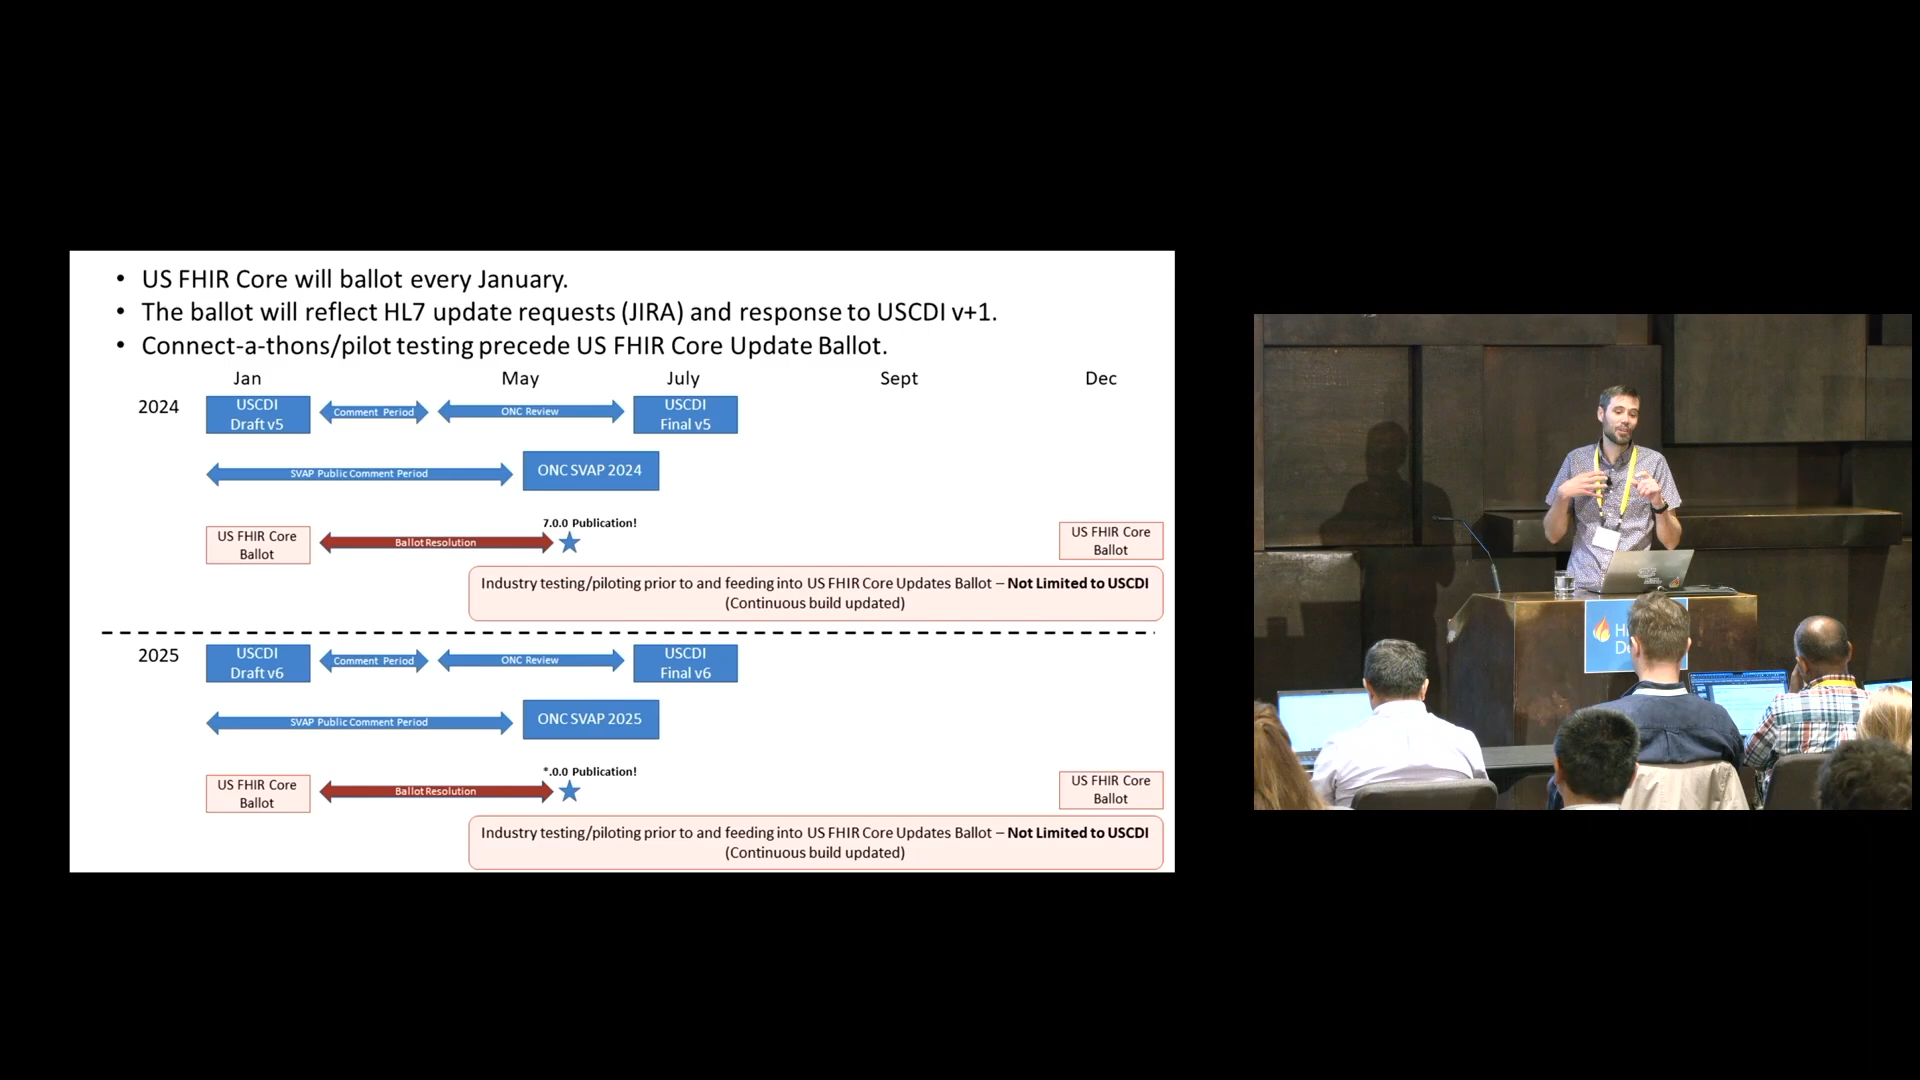 • US FHIR Core will ballot every January.
• The ballot will reflect HL7 update requests (JIRA) and response to USCDI v+1.
• Connect-a-thons/pilot testing precede US FHIR Core Update Ballot.
Jan May July Sept Dec
2024
USCDI
Draft v5
Comment Period
ONC Review
USCDI
Final v5
SVAP Public Comment Period
ONC SVAP 2024
7.0.0 Publication!
US FHIR Core
Ballot
Ballot Resolution
US FHIR Core
Ballot
Industry testing/piloting prior to and feeding into US FHIR Core Updates Ballot – Not Limited to USCDI
(Continuous build updated)
2025
USCDI
Draft v6
Comment Period
ONC Review
USCDI
Final v6
SVAP Public Comment Period
ONC SVAP 2025
*.0.0 Publication!
US FHIR Core
Ballot
Ballot Resolution
US FHIR Core
Ballot
Industry testing/piloting prior to and feeding into US FHIR Core Updates Ballot – Not Limited to USCDI
(Continuous build updated)